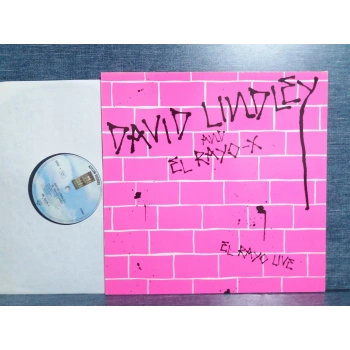 DAVID LINDLEY
AND
EL RAYO-X
EL RAYO LIVE